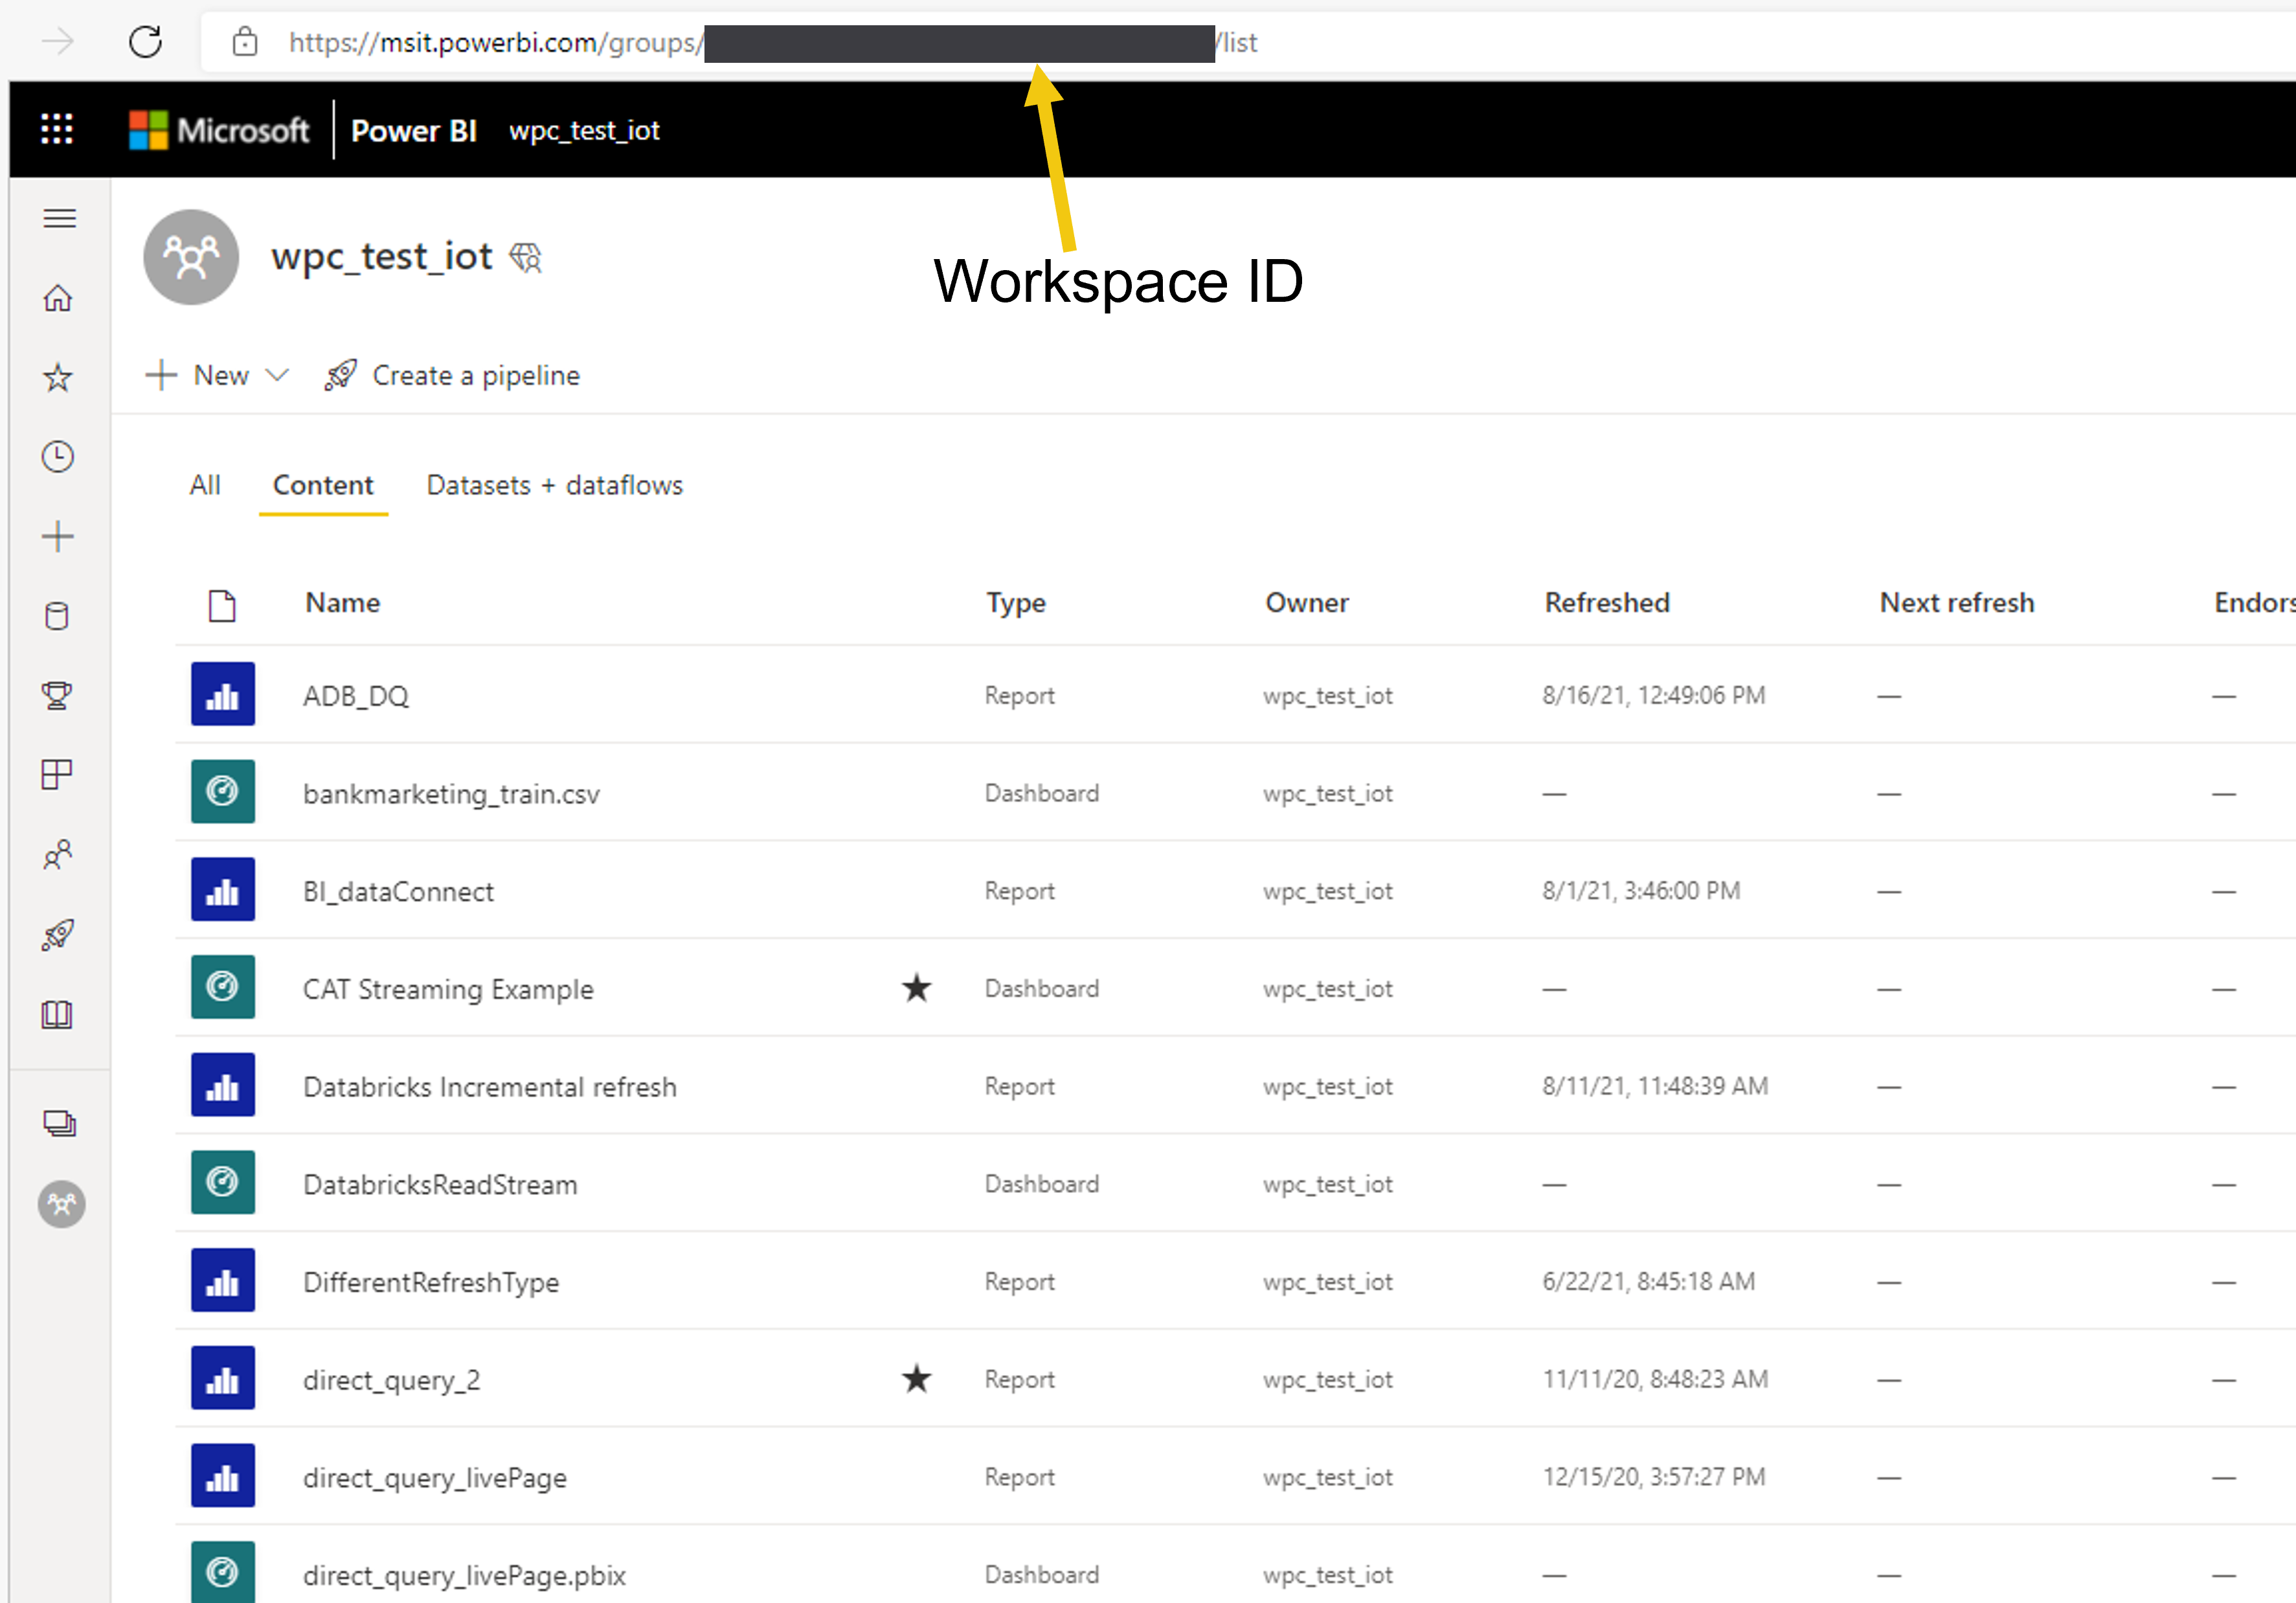 https://msit.powerbi.com/groups/ /list
Microsoft Power BI wpc_test_iot
wpc_test_iot
Workspace ID
New Create a pipeline
All Content Datasets + dataflows
Name Type Owner Refreshed Next refresh Endors
ADB_DQ Report wpc_test_iot 8/16/21, 12:49:06 PM — —
bankmarketing_train.csv Dashboard wpc_test_iot — — —
BI_dataConnect Report wpc_test_iot 8/1/21, 3:46:00 PM — —
CAT Streaming Example Dashboard wpc_test_iot — — —
Databricks Incremental refresh Report wpc_test_iot 8/11/21, 11:48:39 AM — —
DatabricksReadStream Dashboard wpc_test_iot — — —
DifferentRefreshType Report wpc_test_iot 6/22/21, 8:45:18 AM — —
direct_query_2 Report wpc_test_iot 11/11/20, 8:48:23 AM — —
direct_query_livePage Report wpc_test_iot 12/15/20, 3:57:27 PM — —
direct_query_livePage.pbix Dashboard wpc_test_iot — — —